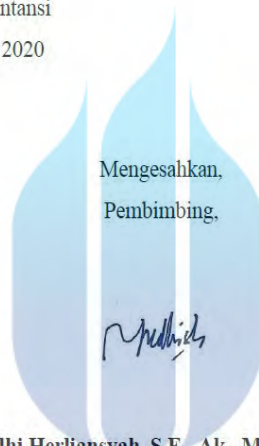 ntansi
2020
Mengesahkan,
Pembimbing,
dhi Herliansyah, S.E., Ak., M